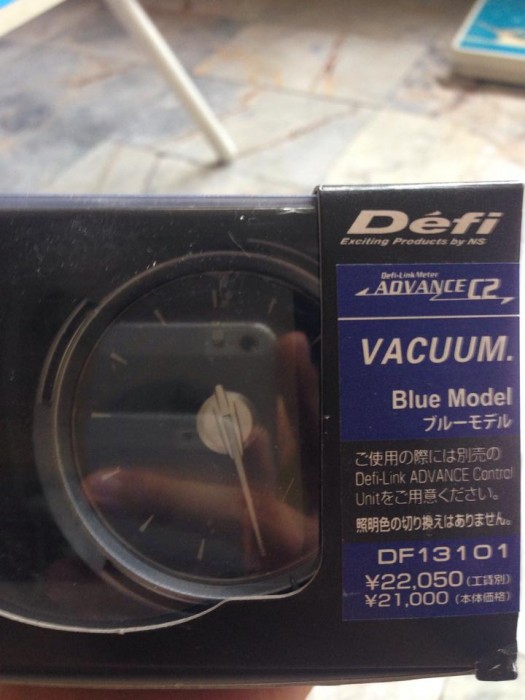 Défi
Exciting Products by NS
Defi-Link Meter
ADVANCE C2
VACUUM.
Blue Model
ブルーモデル
ご使用の際には別売の
Defi-Link ADVANCE Control
Unitをご用意ください。
照明色の切り換えはありません。
DF13101
¥22,050(工賃別)
¥21,000(本体価格)